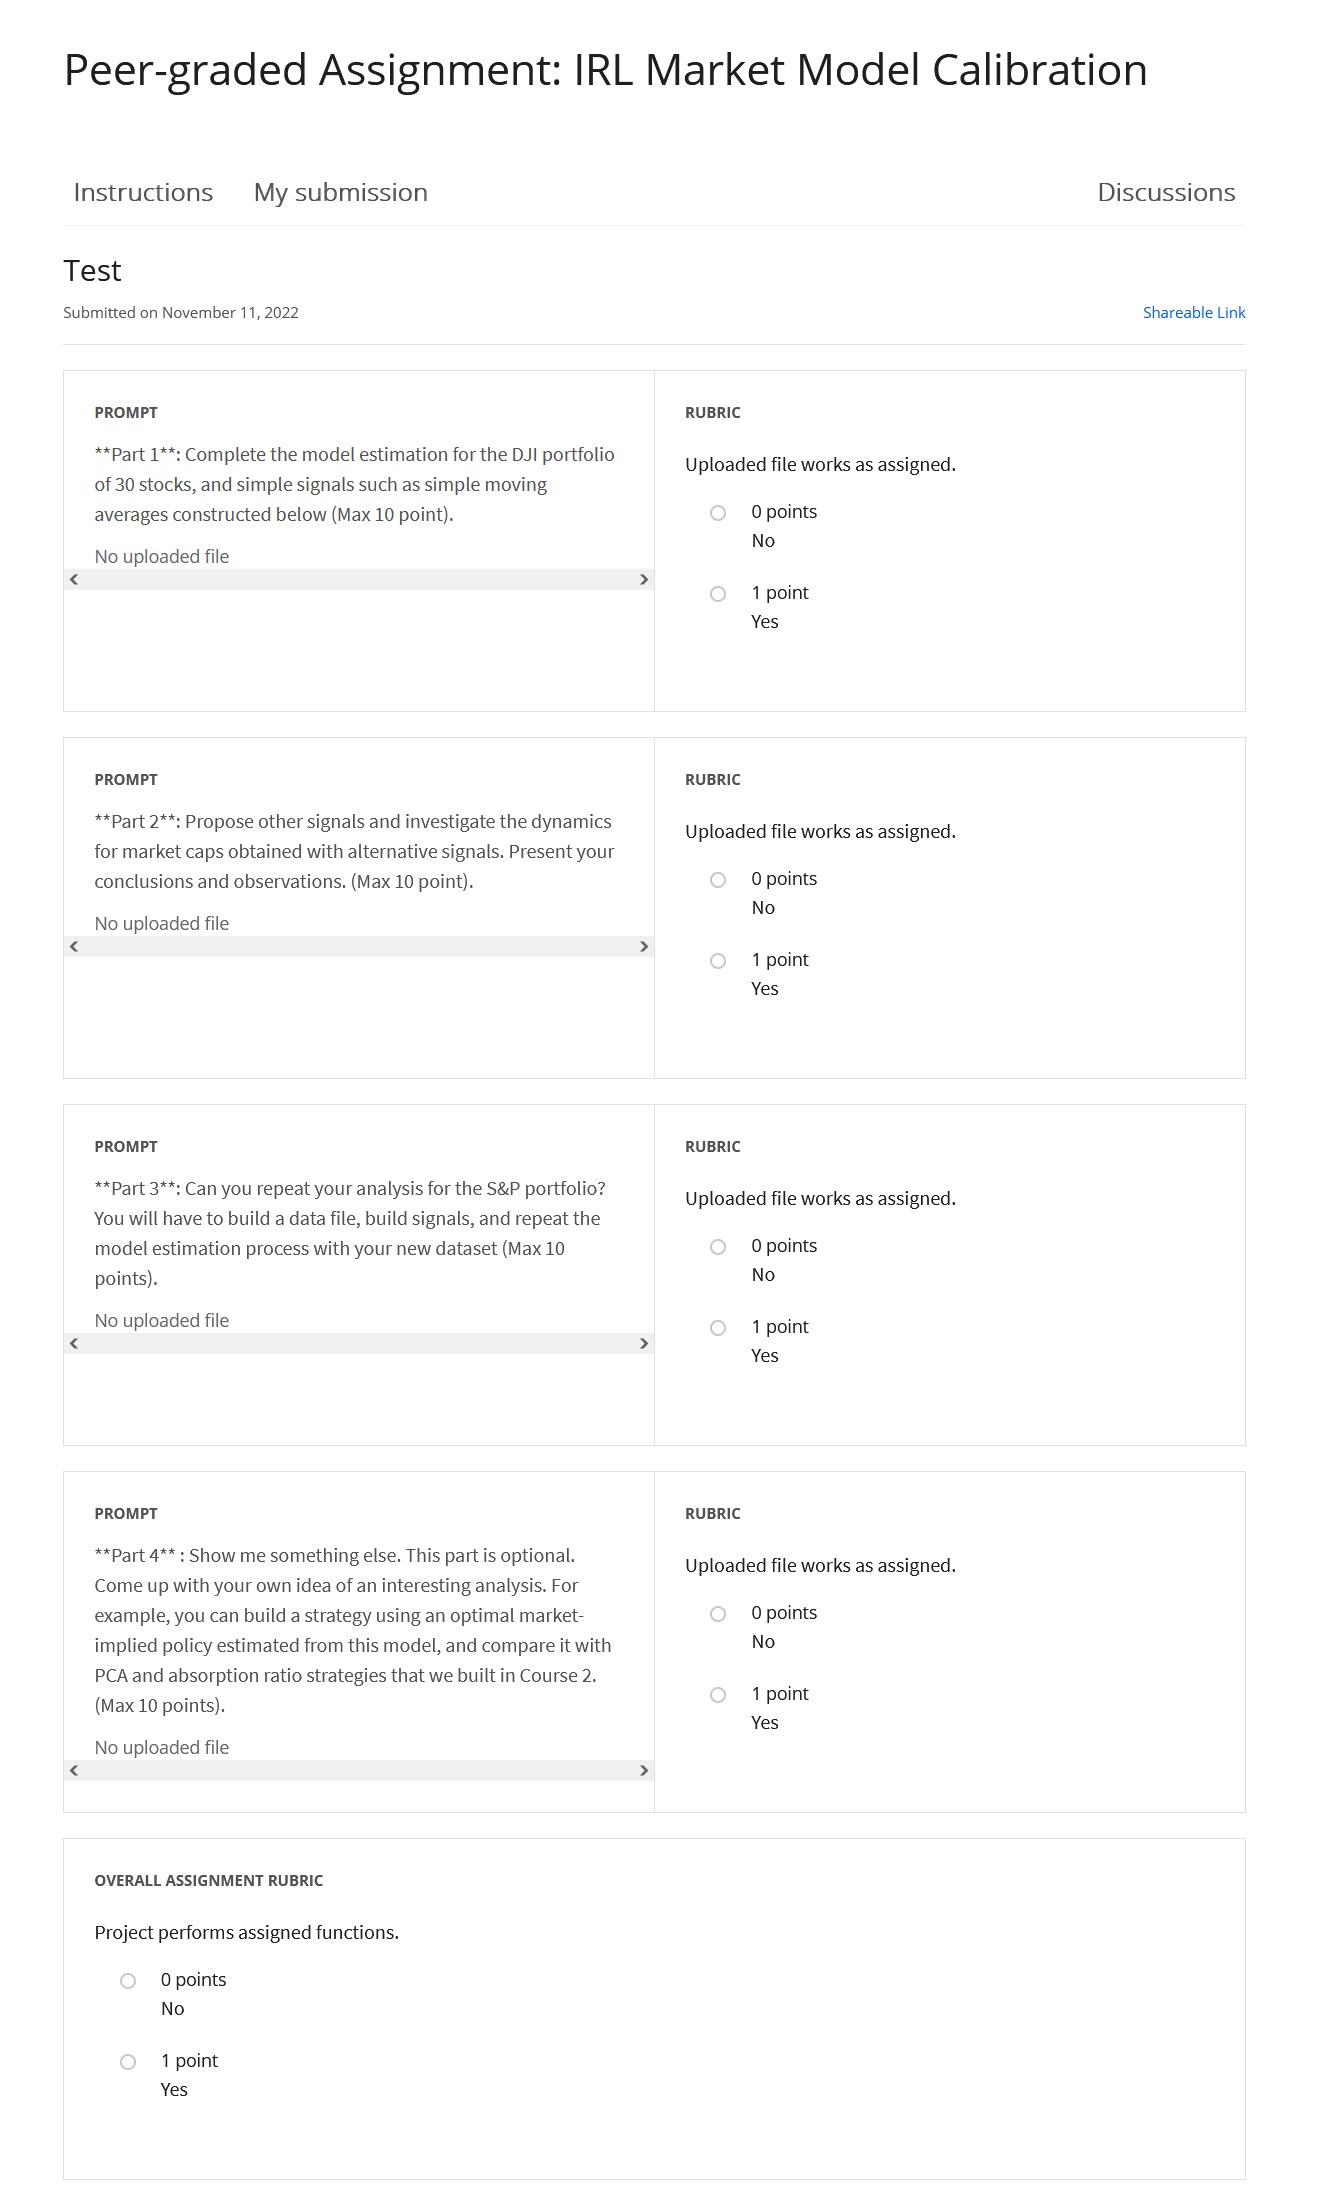 Peer-graded Assignment: IRL Market Model Calibration
Instructions
My submission
Discussions
Test
Submitted on November 11, 2022
Shareable Link
PROMPT
**Part 1**: Complete the model estimation for the DJI portfolio
of 30 stocks, and simple signals such as simple moving
averages constructed below (Max 10 point).
No uploaded file
RUBRIC
Uploaded file works as assigned.
0 points
No
1 point
Yes
PROMPT
**Part 2**: Propose other signals and investigate the dynamics
for market caps obtained with alternative signals. Present your
conclusions and observations. (Max 10 point).
No uploaded file
RUBRIC
Uploaded file works as assigned.
0 points
No
1 point
Yes
PROMPT
**Part 3**: Can you repeat your analysis for the S&P portfolio?
You will have to build a data file, build signals, and repeat the
model estimation process with your new dataset (Max 10
points).
No uploaded file
RUBRIC
Uploaded file works as assigned.
0 points
No
1 point
Yes
PROMPT
**Part 4** : Show me something else. This part is optional.
Come up with your own idea of an interesting analysis. For
example, you can build a strategy using an optimal market-
implied policy estimated from this model, and compare it with
PCA and absorption ratio strategies that we built in Course 2.
(Max 10 points).
No uploaded file
RUBRIC
Uploaded file works as assigned.
0 points
No
1 point
Yes
OVERALL ASSIGNMENT RUBRIC
Project performs assigned functions.
0 points
No
1 point
Yes